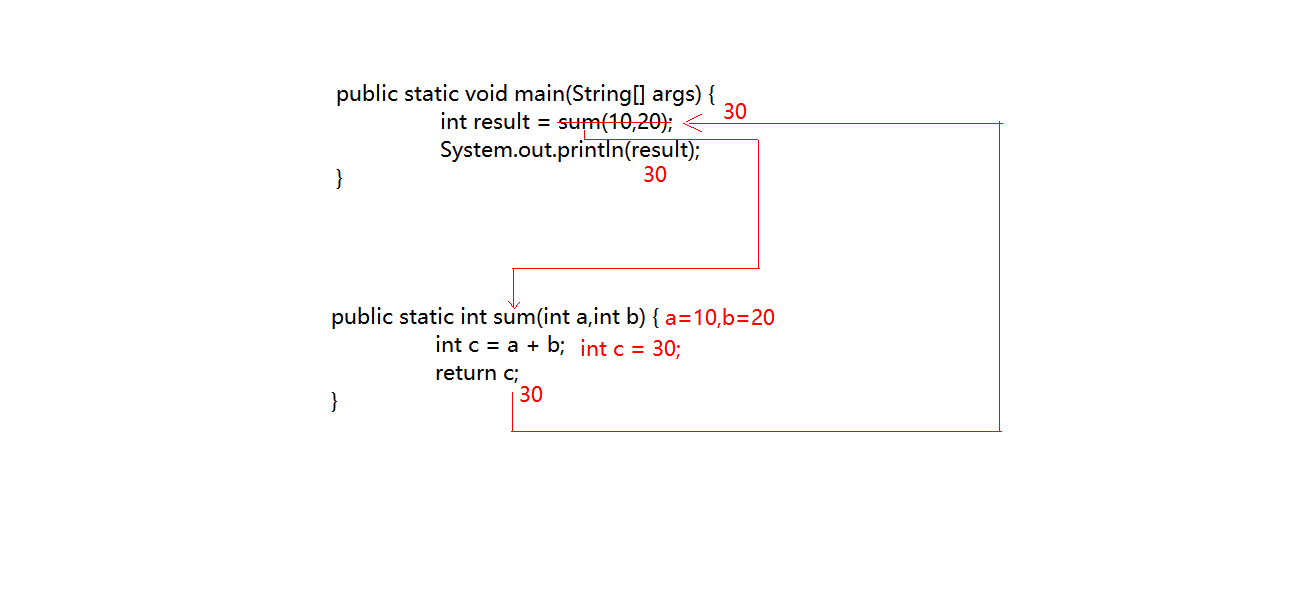 public static void main(String[] args) {
int result = sum(10,20); 30
System.out.println(result);
30
}
public static int sum(int a,int b) { a=10,b=20
int c = a + b; int c = 30;
return c;
30
}